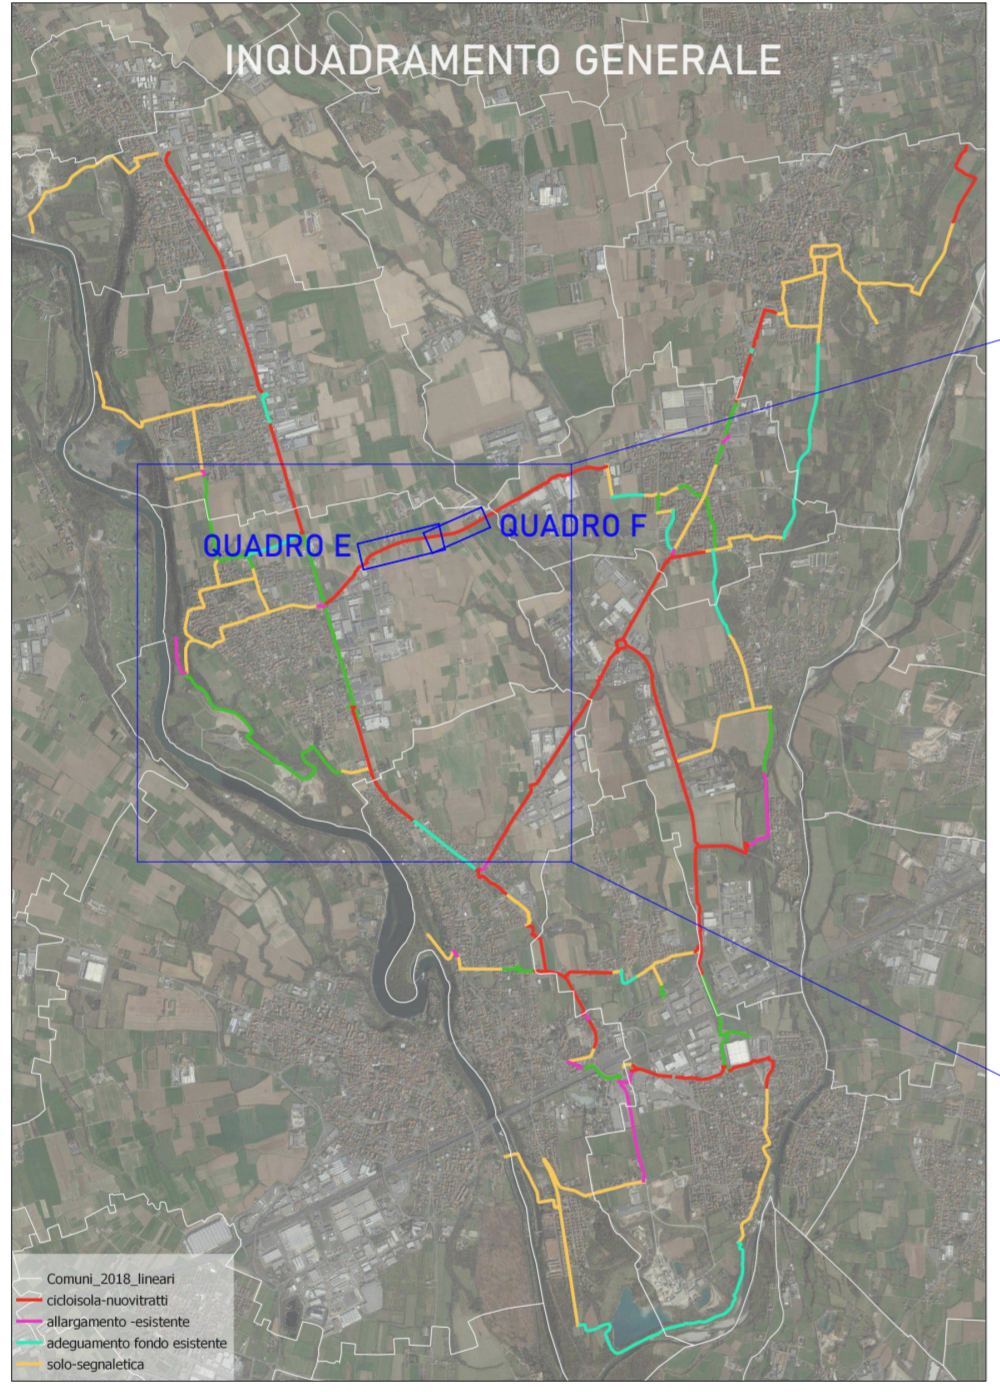 INQUADRAMENTO GENERALE
QUADRO E
QUADRO F
Comuni_2018_lineari
cicloisola-nuovitratti
allargamento -esistente
adeguamento fondo esistente
solo-segnaletica